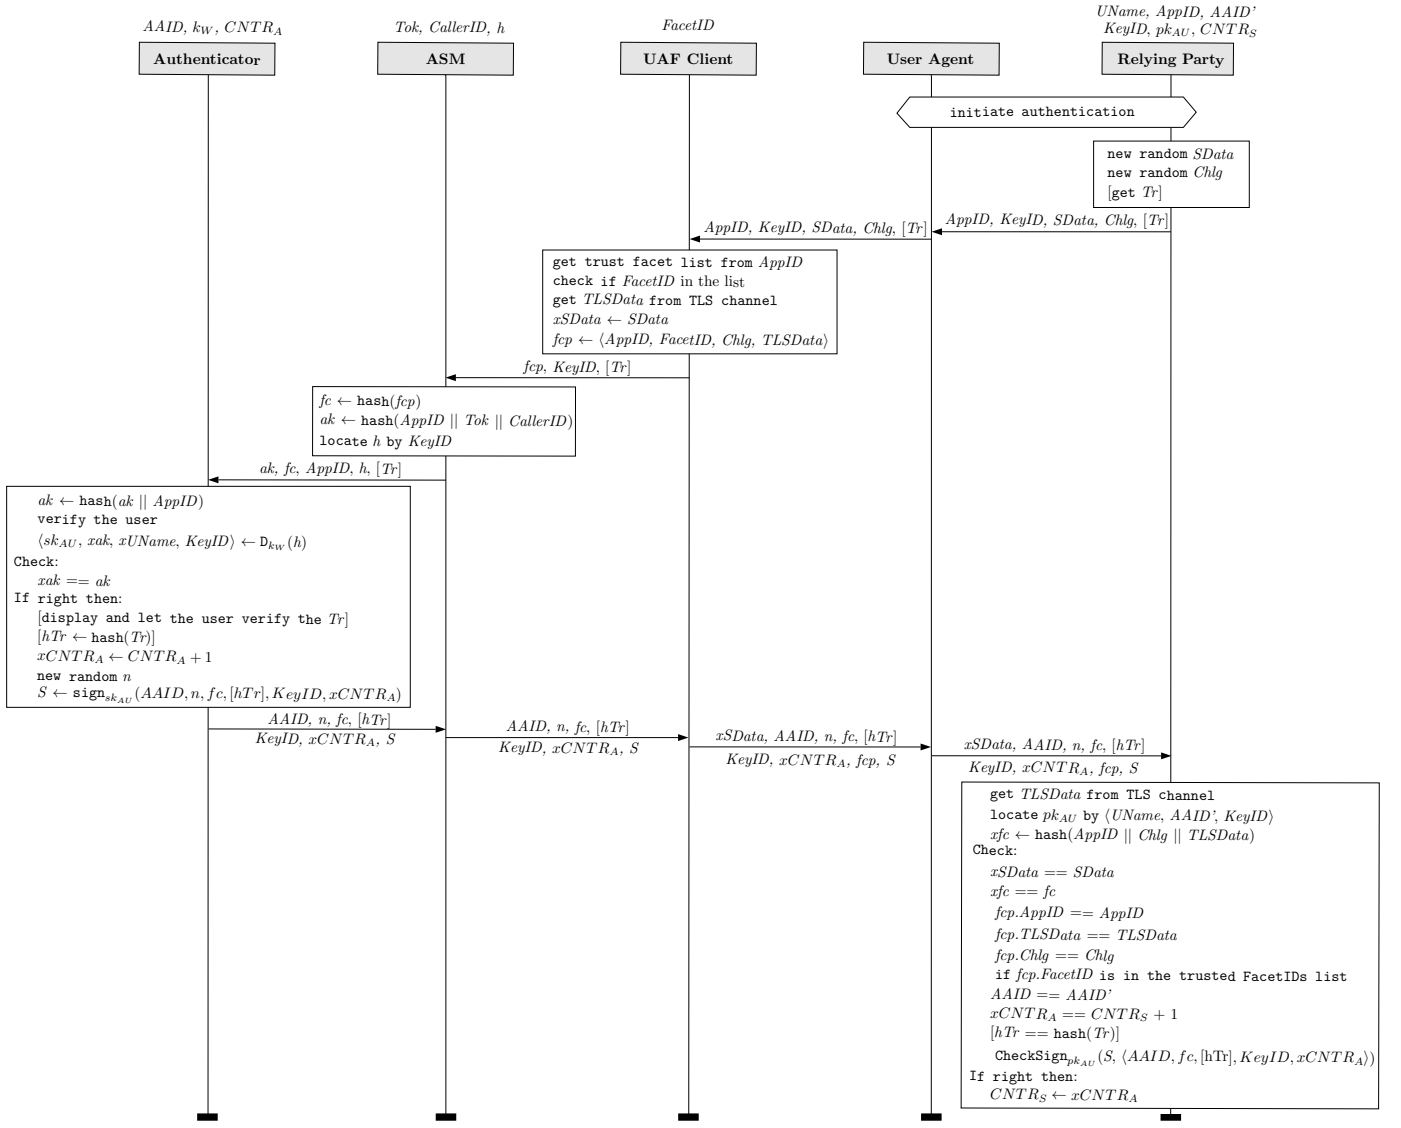 AAID, k_W, CNTR_A
Tok, CallerID, h
FacetID
UName, AppID, AAID'
KeyID, pk_AU, CNTR_S
Authenticator
ASM
UAF Client
User Agent
Relying Party
initiate authentication
new random SData
new random Chlg
[get Tr]
AppID, KeyID, SData, Chlg, [Tr]
AppID, KeyID, SData, Chlg, [Tr]
get trust facet list from AppID
check if FacetID in the list
get TLSData from TLS channel
xSData ← SData
fcp ← ⟨AppID, FacetID, Chlg, TLSData⟩
fcp, KeyID, [Tr]
fc ← hash(fcp)
ak ← hash(AppID || Tok || CallerID)
locate h by KeyID
ak, fc, AppID, h, [Tr]
ak ← hash(ak || AppID)
verify the user
⟨sk_AU, xak, xUName, KeyID⟩ ← D_kW(h)
Check:
xak == ak
If right then:
[display and let the user verify the Tr]
[hTr ← hash(Tr)]
xCNTR_A ← CNTR_A + 1
new random n
S ← sign_skAU(AAID, n, fc, [hTr], KeyID, xCNTR_A)
AAID, n, fc, [hTr]
KeyID, xCNTR_A, S
AAID, n, fc, [hTr]
KeyID, xCNTR_A, S
xSData, AAID, n, fc, [hTr]
KeyID, xCNTR_A, fcp, S
xSData, AAID, n, fc, [hTr]
KeyID, xCNTR_A, fcp, S
get TLSData from TLS channel
locate pk_AU by ⟨UName, AAID', KeyID⟩
xfc ← hash(AppID || Chlg || TLSData)
Check:
xSData == SData
xfc == fc
fcp.AppID == AppID
fcp.TLSData == TLSData
fcp.Chlg == Chlg
if fcp.FacetID is in the trusted FacetIDs list
AAID == AAID'
xCNTR_A == CNTR_S + 1
[hTr == hash(Tr)]
CheckSign_pkAU(S, ⟨AAID, fc, [hTr], KeyID, xCNTR_A⟩)
If right then:
CNTR_S ← xCNTR_A